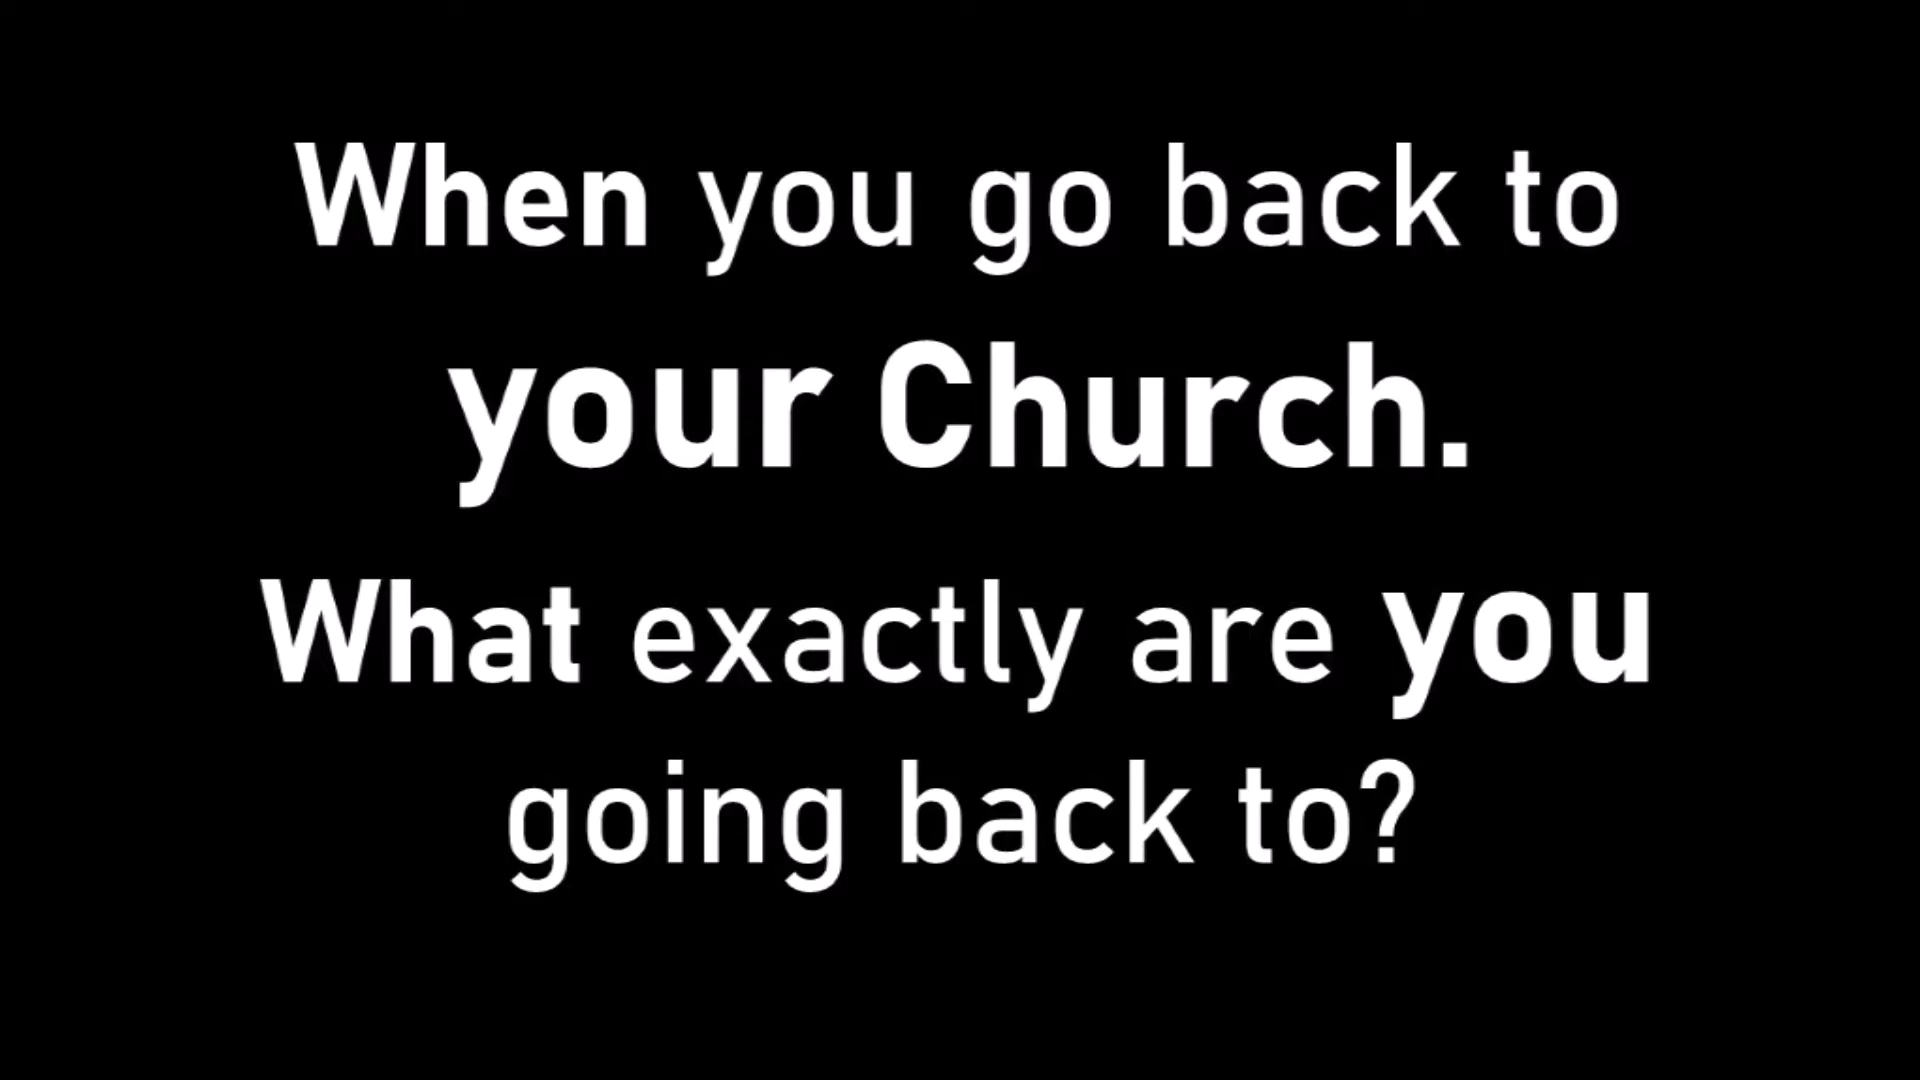 When you go back to
your Church.
What exactly are you
going back to?